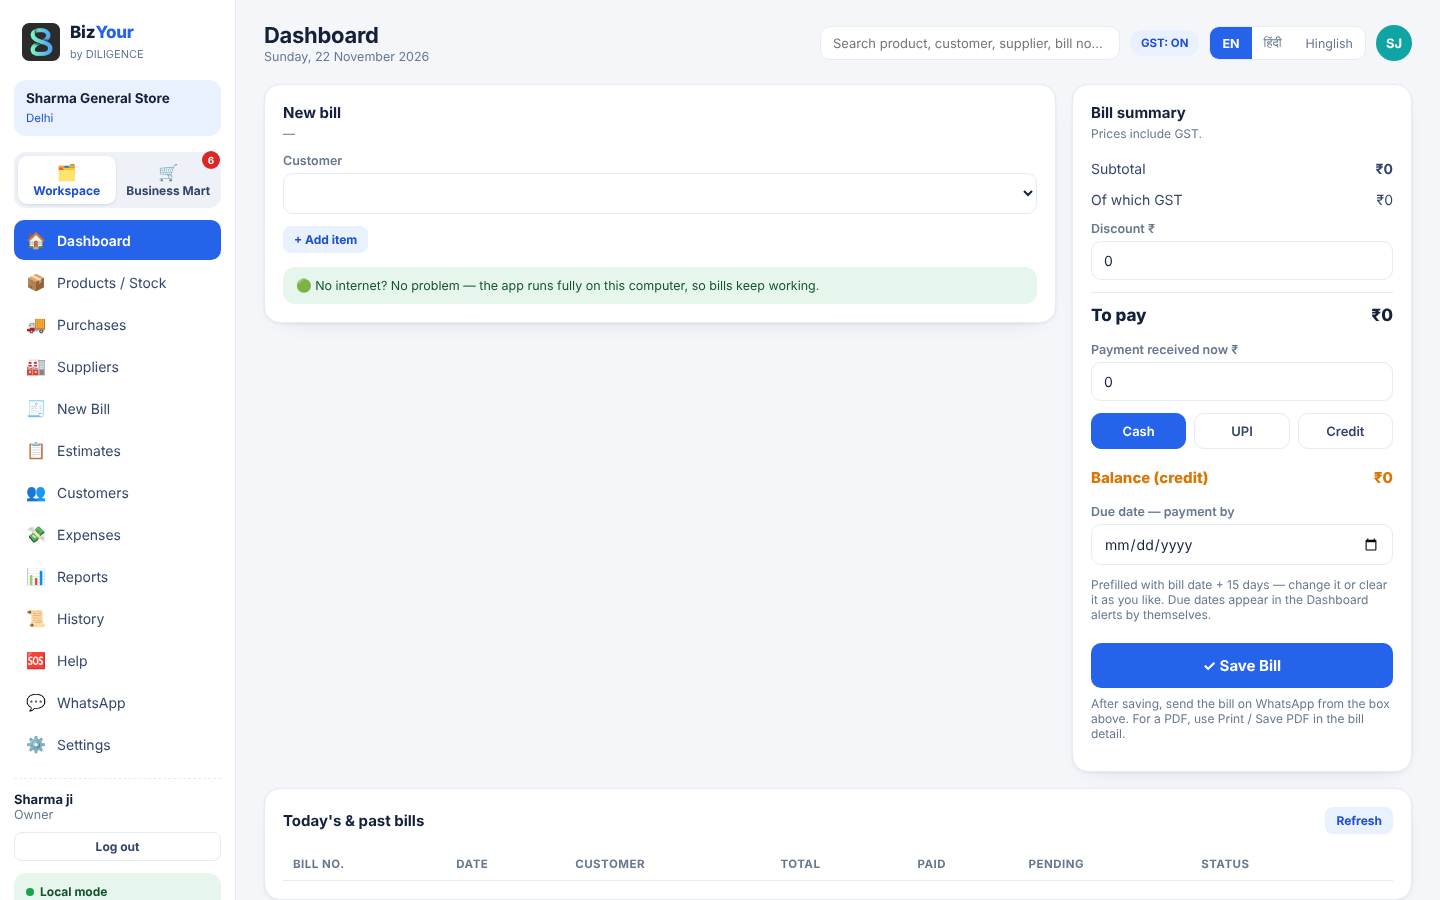 BizYour
by DILIGENCE
Sharma General Store
Delhi
Workspace
Business Mart
6
Dashboard
Products / Stock
Purchases
Suppliers
New Bill
Estimates
Customers
Expenses
Reports
History
SOS
Help
WhatsApp
Settings
Sharma ji
Owner
Log out
Local mode
Dashboard
Sunday, 22 November 2026
Search product, customer, supplier, bill no...
GST: ON
EN
हिंदी
Hinglish
SJ
New bill
—
Customer
+ Add item
No internet? No problem — the app runs fully on this computer, so bills keep working.
Bill summary
Prices include GST.
Subtotal ₹0
Of which GST ₹0
Discount ₹
0
To pay ₹0
Payment received now ₹
0
Cash
UPI
Credit
Balance (credit) ₹0
Due date — payment by
mm/dd/yyyy
Prefilled with bill date + 15 days — change it or clear
it as you like. Due dates appear in the Dashboard
alerts by themselves.
✓ Save Bill
After saving, send the bill on WhatsApp from the box
above. For a PDF, use Print / Save PDF in the bill
detail.
Today's & past bills
Refresh
BILL NO. DATE CUSTOMER TOTAL PAID PENDING STATUS